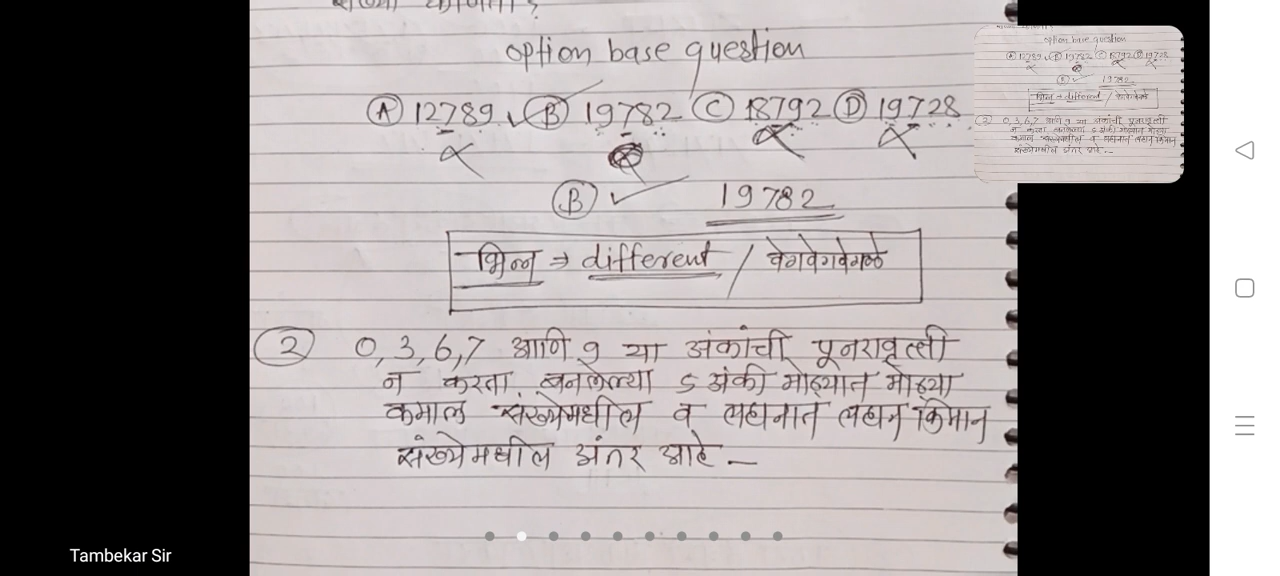 option base question
Ⓐ 12789 Ⓑ 19782 Ⓒ 18792 Ⓓ 19728
Ⓑ ✓ 19782
भिन्न ⇒ different / वेगवेगवेगळे
② 0, 3, 6, 7 आणि 9 या अंकांची पूनरावृत्ती
न करता बनलेल्या 5 अंकी मोठ्यात मोठ्या
कमाल संख्येमधील व लहानात लहान किमान
संख्येमधील अंतर आहे —
Tambekar Sir